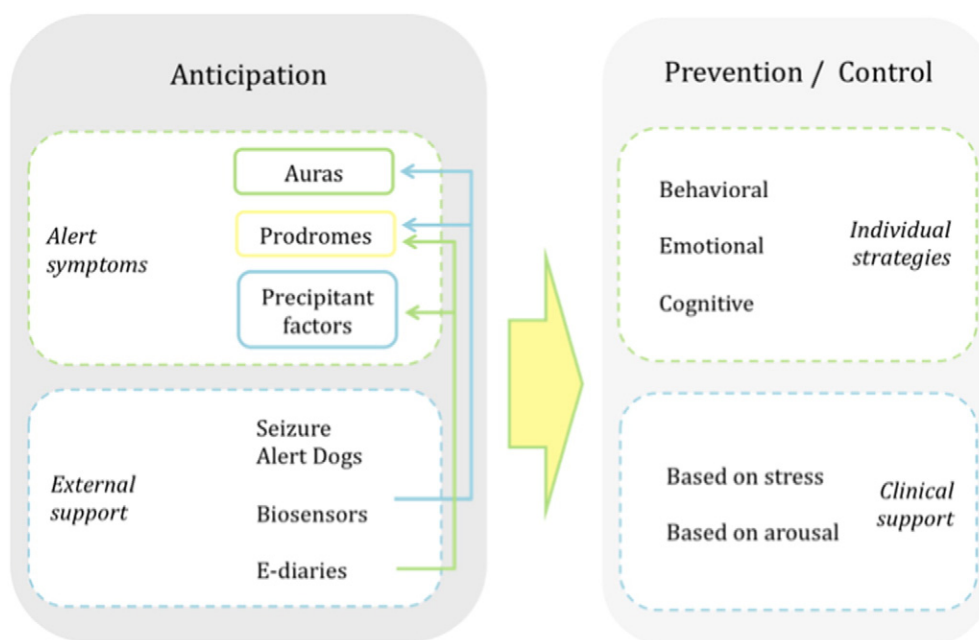 Anticipation
Alert
symptoms
Auras
Prodromes
Precipitant
factors
External
support
Seizure
Alert Dogs
Biosensors
E-diaries
Prevention / Control
Behavioral
Emotional
Cognitive
Individual
strategies
Based on stress
Based on arousal
Clinical
support